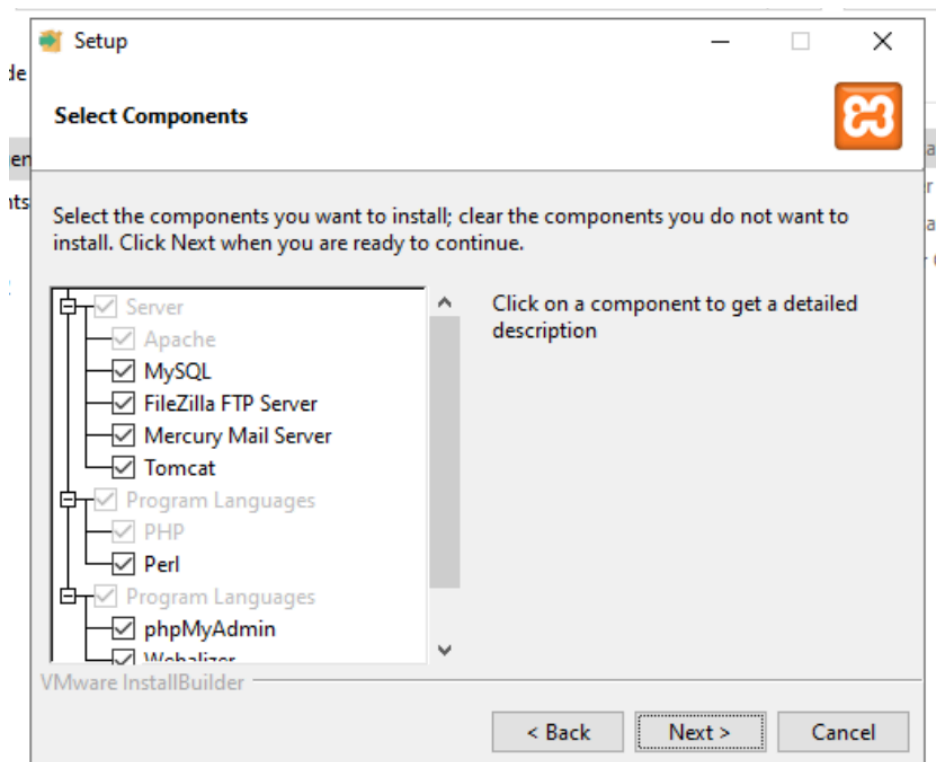 Setup
Select Components
Select the components you want to install; clear the components you do not want to
install. Click Next when you are ready to continue.
Server
Apache
MySQL
FileZilla FTP Server
Mercury Mail Server
Tomcat
Program Languages
PHP
Perl
Program Languages
phpMyAdmin
Webalizer
Click on a component to get a detailed
description
VMware InstallBuilder
< Back
Next >
Cancel